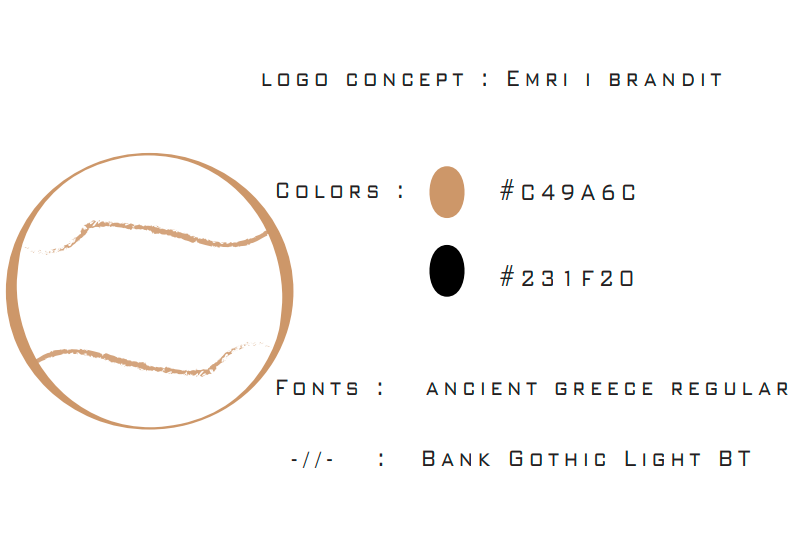 LOGO CONCEPT : EMRI I BRANDIT
COLORS : #C49A6C
#231F20
FONTS : ANCIENT GREECE REGULAR
-//- : BANK GOTHIC LIGHT BT